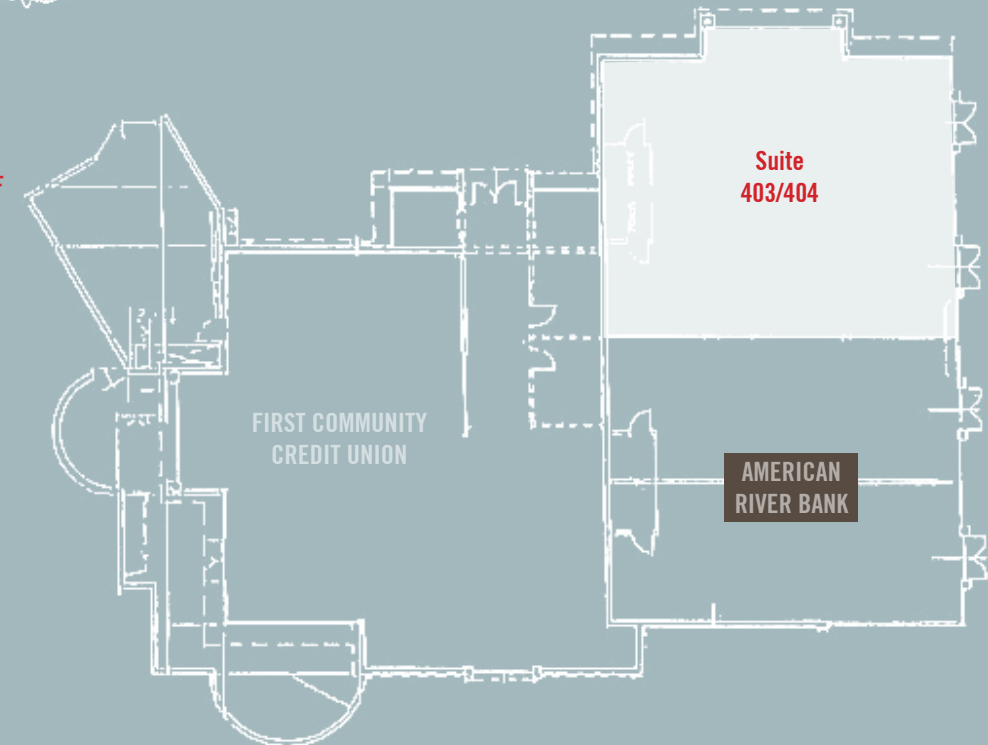 Suite
403/404
FIRST COMMUNITY
CREDIT UNION
AMERICAN
RIVER BANK